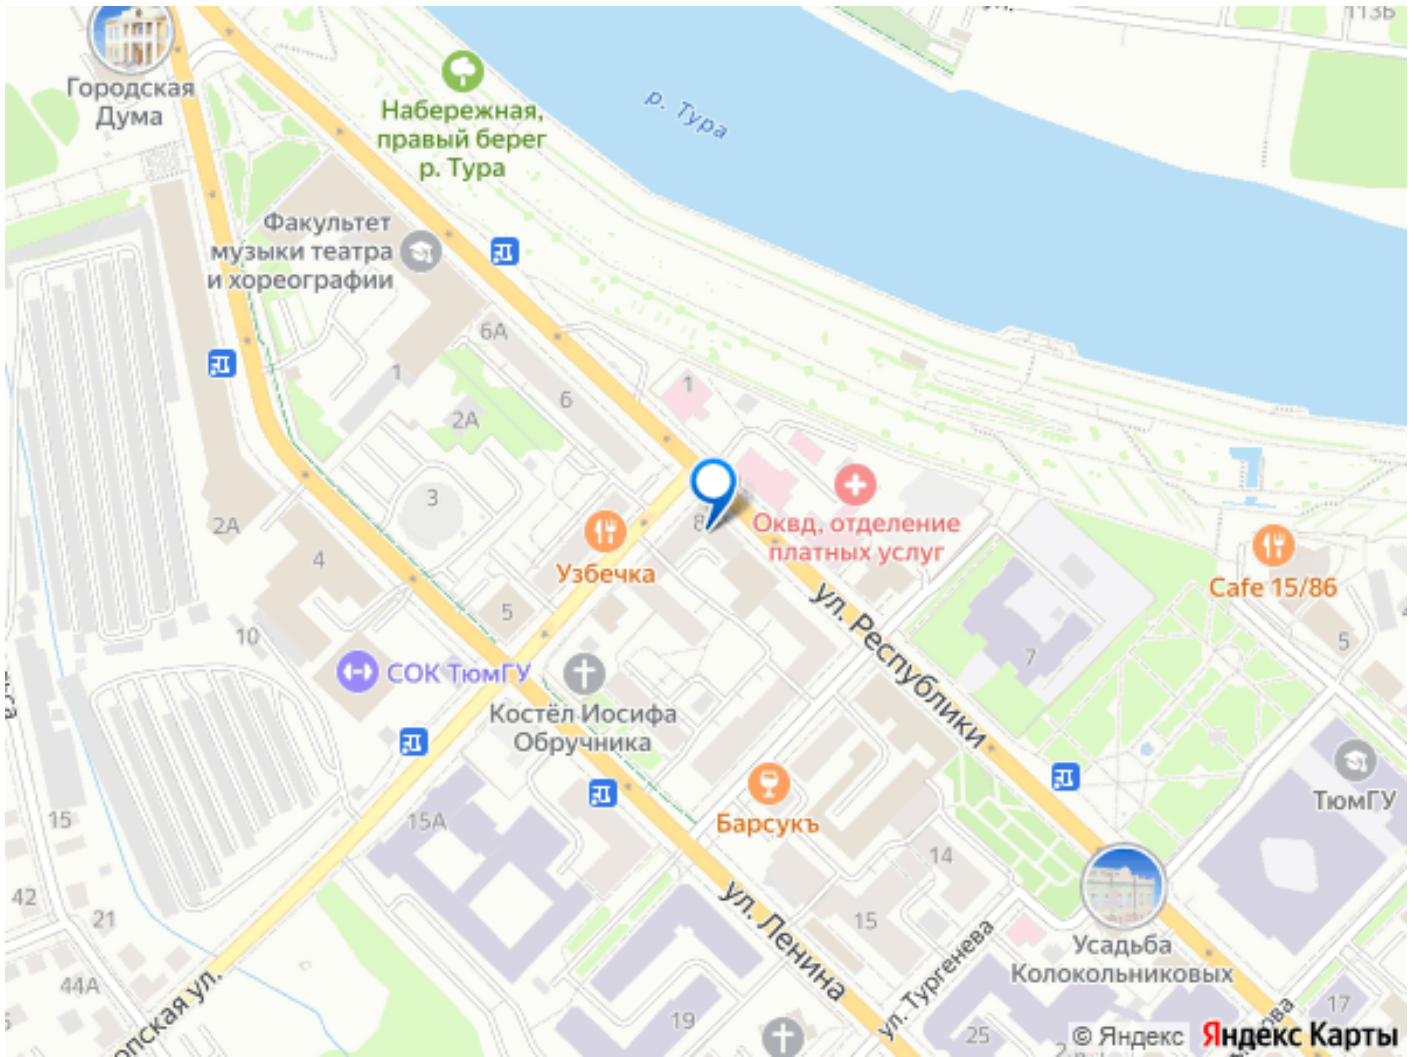 113Б
ул.
Городская
Дума
Набережная,
правый берег
р. Тура
р. Тура
Факультет
музыки театра
и хореографии
6А
1
6
1
2А
3
2А
4
8
Оквд, отделение
платных услуг
Узбечка
Cafe 15/86
5
5
10
7
СОК ТюмГУ
ул. Республики
Костёл Иосифа
Обручника
ТюмГУ
15
15А
Барсукъ
14
42
21
ул. Ленина
15
Усадьба
Колокольниковых
ул. Тургенева
44А
19
25
17
© Яндекс
Яндекс Карты